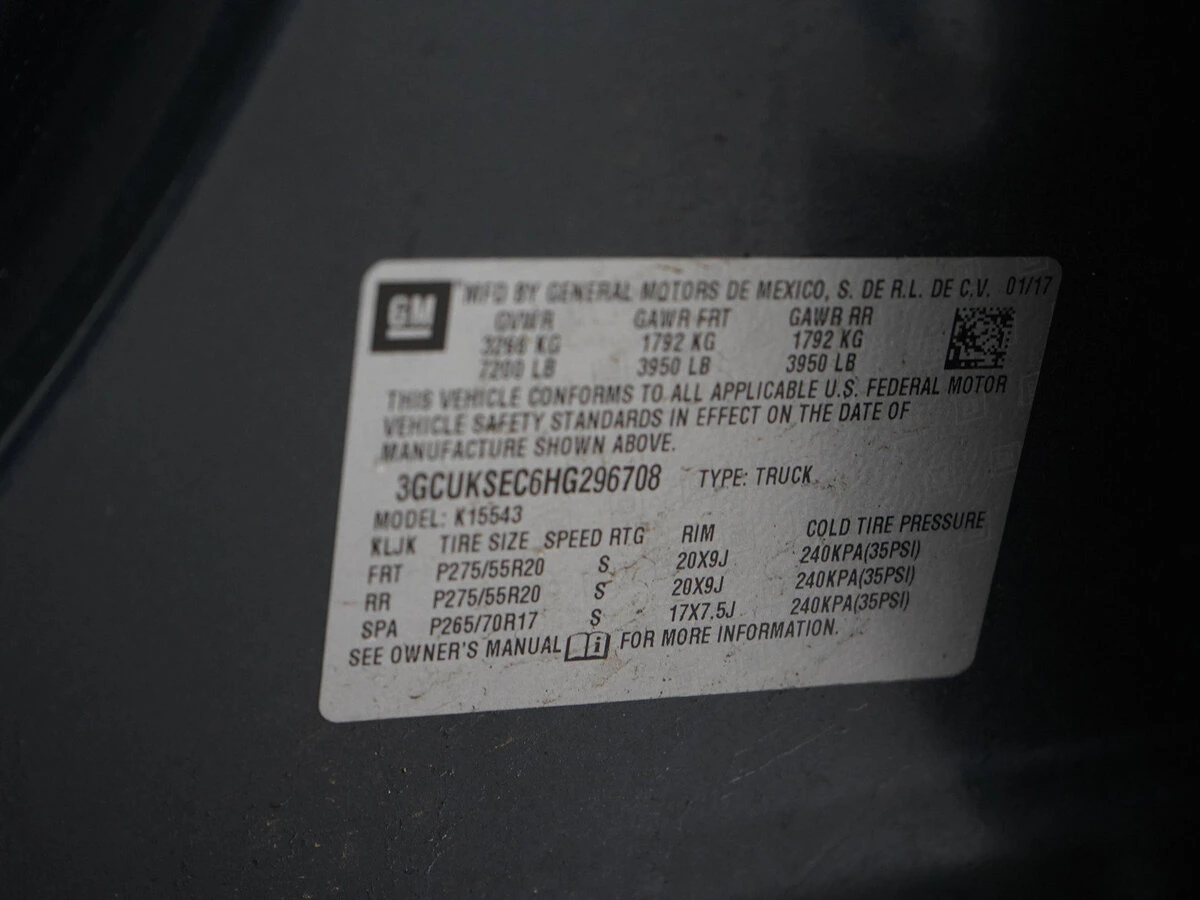 GM MFD BY GENERAL MOTORS DE MEXICO, S. DE R.L. DE C.V. 01/17
GVWR GAWR FRT GAWR RR
3266 KG 1792 KG 1792 KG
7200 LB 3950 LB 3950 LB
THIS VEHICLE CONFORMS TO ALL APPLICABLE U.S. FEDERAL MOTOR
VEHICLE SAFETY STANDARDS IN EFFECT ON THE DATE OF
MANUFACTURE SHOWN ABOVE.
3GCUKSEC6HG296708 TYPE: TRUCK
MODEL: K15543
KLJK TIRE SIZE SPEED RTG RIM COLD TIRE PRESSURE
FRT P275/55R20 S 20X9J 240KPA(35PSI)
RR P275/55R20 S 20X9J 240KPA(35PSI)
SPA P265/70R17 S 17X7.5J 240KPA(35PSI)
SEE OWNER'S MANUAL FOR MORE INFORMATION.